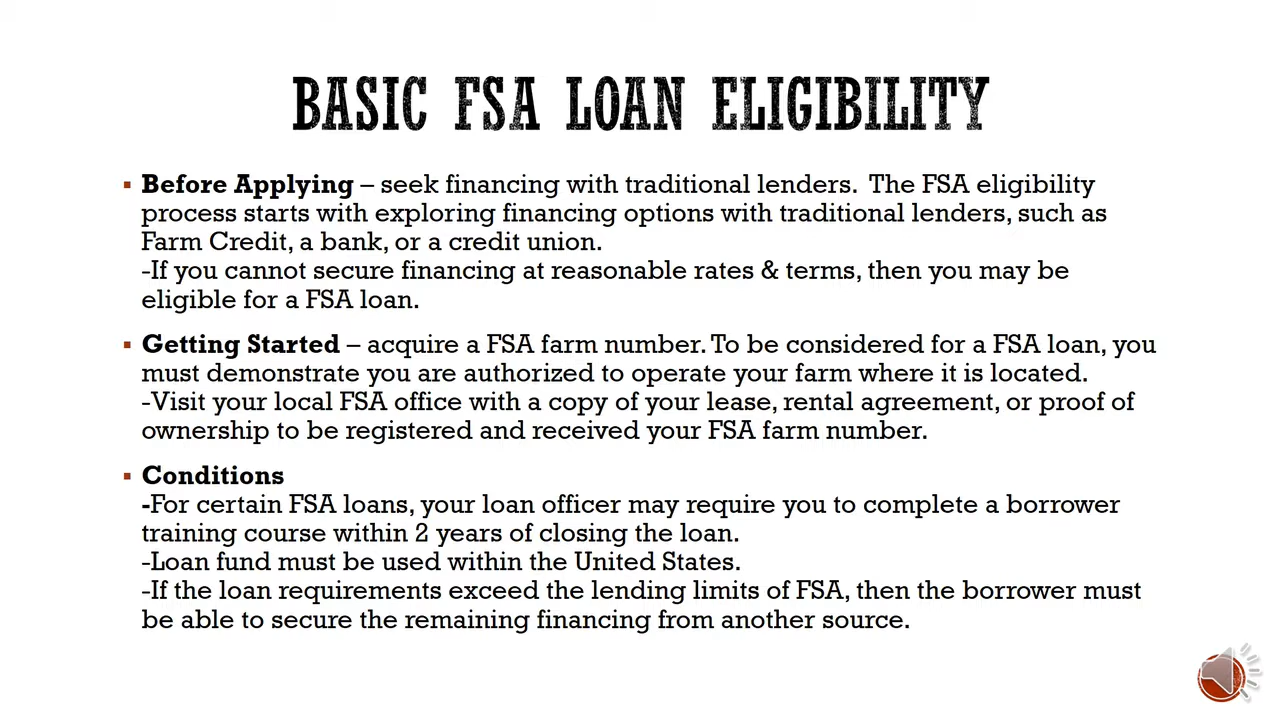 BASIC FSA LOAN ELIGIBILITY
▪ Before Applying – seek financing with traditional lenders.  The FSA eligibility
process starts with exploring financing options with traditional lenders, such as
Farm Credit, a bank, or a credit union.
-If you cannot secure financing at reasonable rates & terms, then you may be
eligible for a FSA loan.
▪ Getting Started – acquire a FSA farm number. To be considered for a FSA loan, you
must demonstrate you are authorized to operate your farm where it is located.
-Visit your local FSA office with a copy of your lease, rental agreement, or proof of
ownership to be registered and received your FSA farm number.
▪ Conditions
-For certain FSA loans, your loan officer may require you to complete a borrower
training course within 2 years of closing the loan.
-Loan fund must be used within the United States.
-If the loan requirements exceed the lending limits of FSA, then the borrower must
be able to secure the remaining financing from another source.